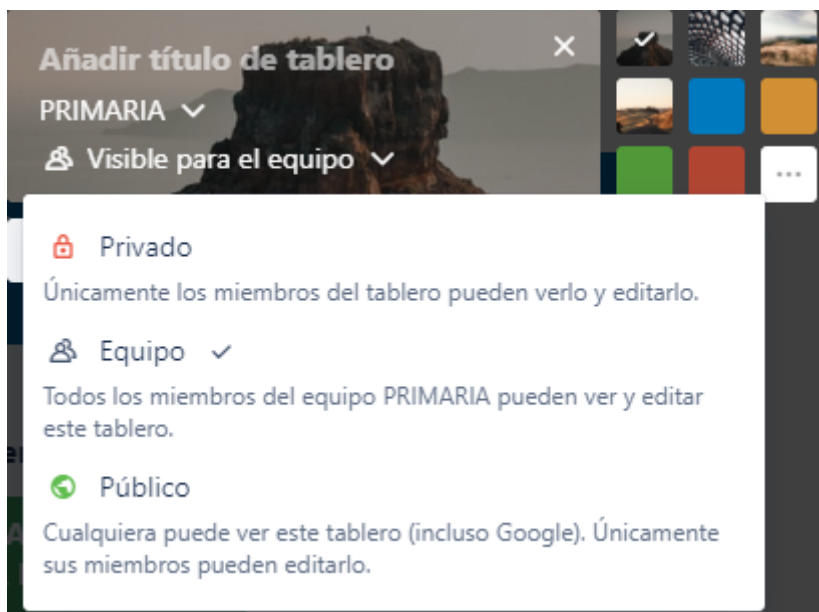 Añadir título de tablero
PRIMARIA
Visible para el equipo
Privado
Únicamente los miembros del tablero pueden verlo y editarlo.
Equipo
Todos los miembros del equipo PRIMARIA pueden ver y editar
este tablero.
Público
Cualquiera puede ver este tablero (incluso Google). Únicamente
sus miembros pueden editarlo.